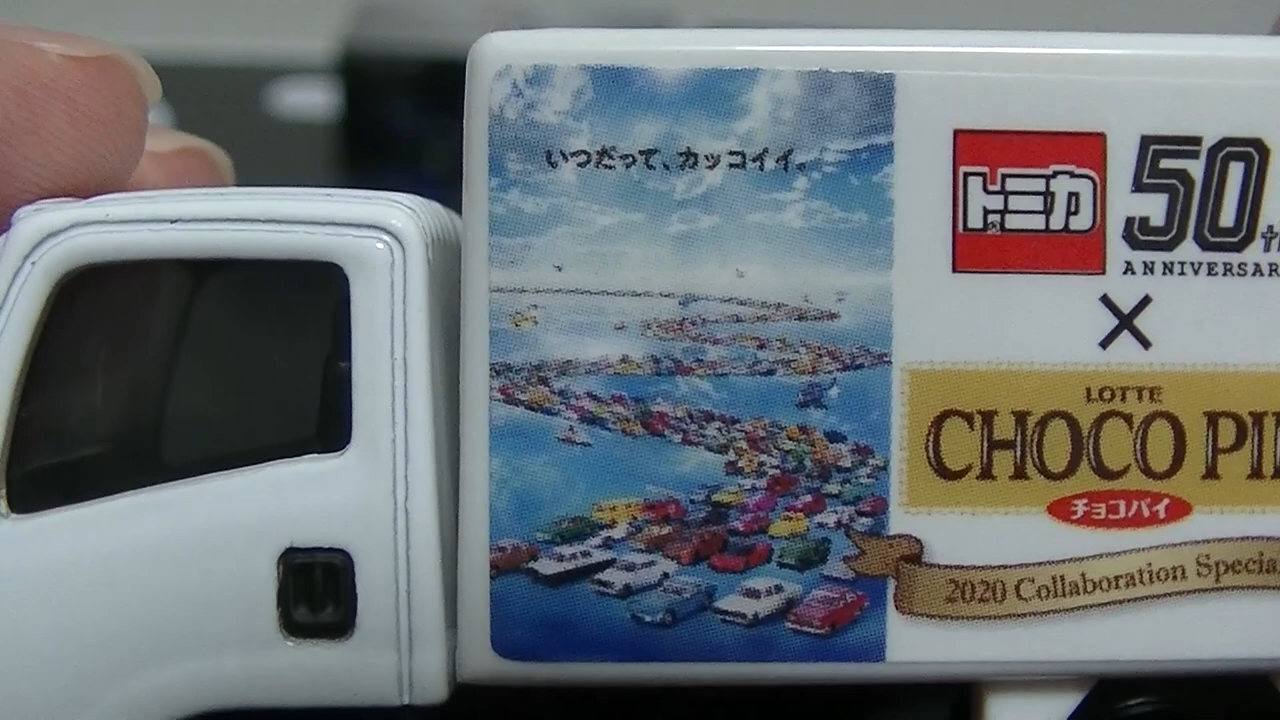 いつだって、カッコイイ。
トミカ
50th
ANNIVERSAR
×
LOTTE
CHOCO PI
チョコパイ
2020 Collaboration Specia